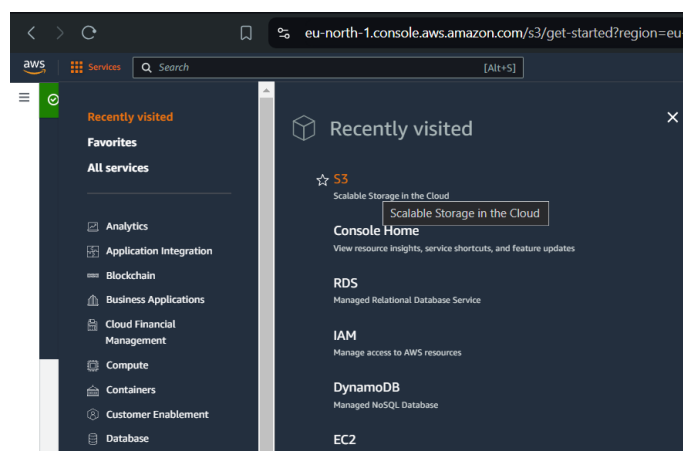 eu-north-1.console.aws.amazon.com/s3/get-started?region=eu-
aws
Services
Search
[Alt+S]
Recently visited
Favorites
All services
Analytics
Application Integration
Blockchain
Business Applications
Cloud Financial
Management
Compute
Containers
Customer Enablement
Database
Recently visited
S3
Scalable Storage in the Cloud
Scalable Storage in the Cloud
Console Home
View resource insights, service shortcuts, and feature updates
RDS
Managed Relational Database Service
IAM
Manage access to AWS resources
DynamoDB
Managed NoSQL Database
EC2